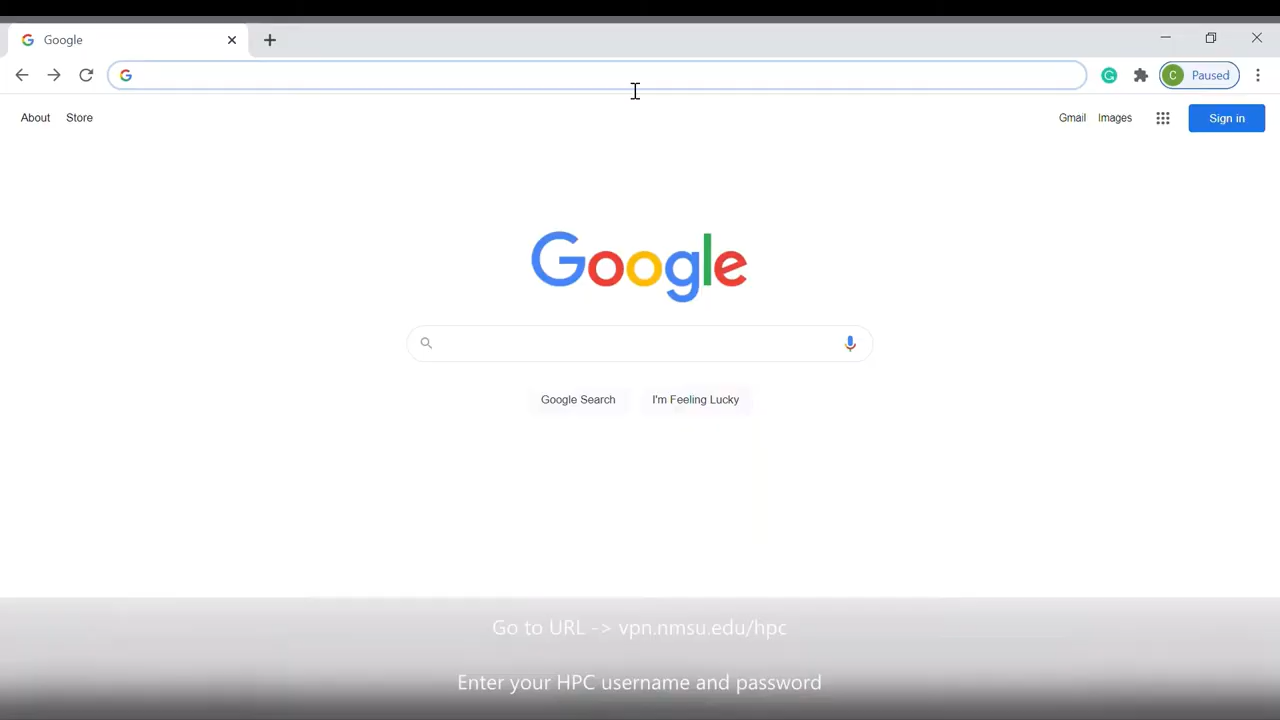 Google
C Paused
About Store Gmail Images Sign in
Google
Google Search I'm Feeling Lucky
Go to URL -> vpn.nmsu.edu/hpc
Enter your HPC username and password